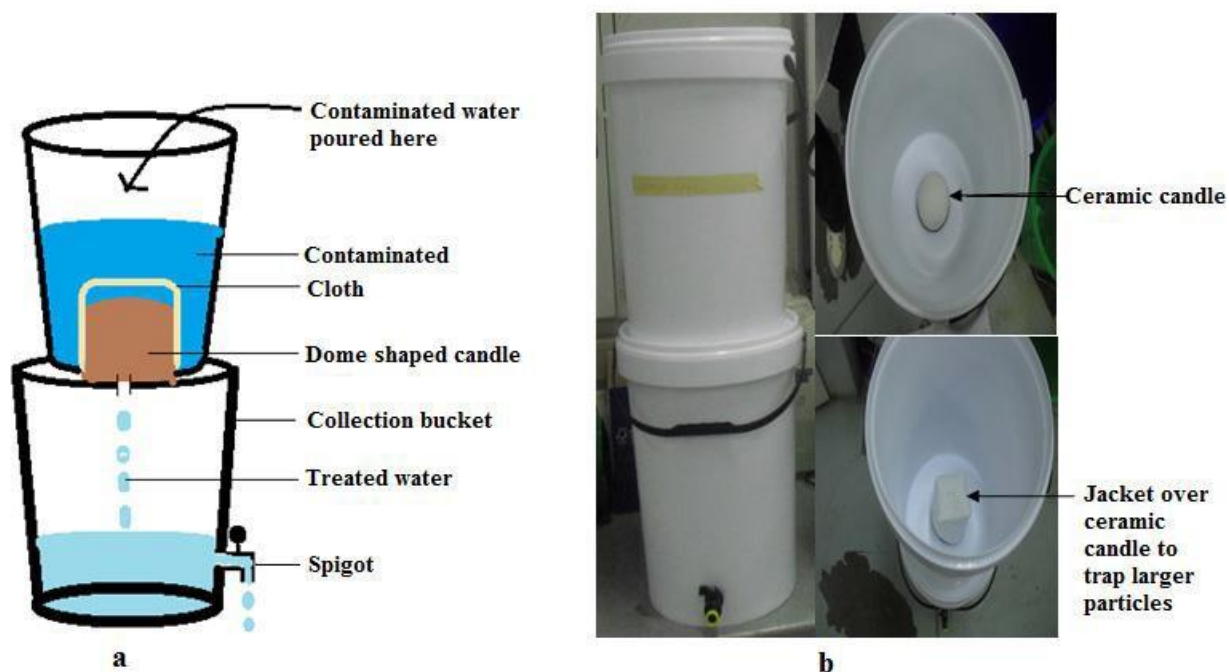 Contaminated water
poured here
Contaminated
Cloth
Dome shaped candle
Collection bucket
Treated water
Spigot
a
Ceramic candle
Jacket over
ceramic
candle to
trap larger
particles
b